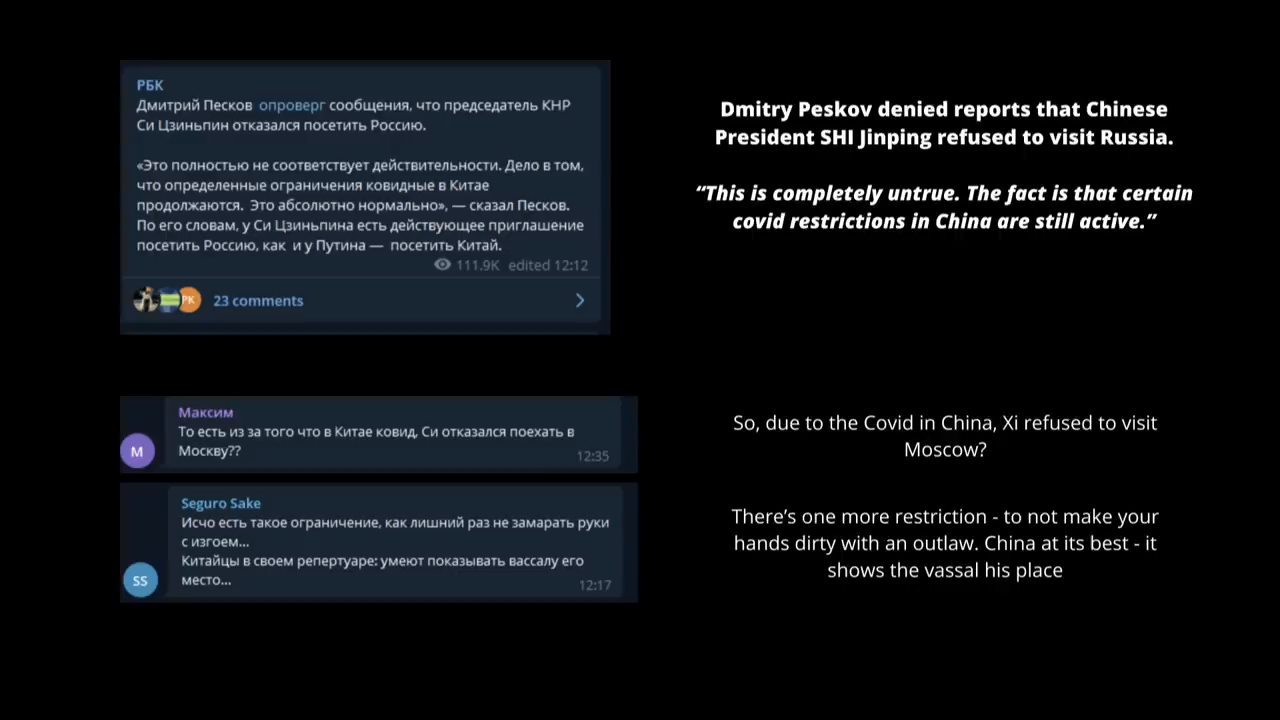 РБК
Дмитрий Песков опроверг сообщения, что председатель КНР
Си Цзиньпин отказался посетить Россию.
«Это полностью не соответствует действительности. Дело в том,
что определенные ограничения ковидные в Китае
продолжаются. Это абсолютно нормально», — сказал Песков.
По его словам, у Си Цзиньпина есть действующее приглашение
посетить Россию, как и у Путина — посетить Китай.
111.9K edited 12:12
PK
23 comments
Dmitry Peskov denied reports that Chinese
President SHI Jinping refused to visit Russia.
“This is completely untrue. The fact is that certain
covid restrictions in China are still active.”
Максим
То есть из за того что в Китае ковид, Си отказался поехать в
Москву??
M
12:35
So, due to the Covid in China, Xi refused to visit
Moscow?
Seguro Sake
Исчо есть такое ограничение, как лишний раз не замарать руки
с изгоем...
Китайцы в своем репертуаре: умеют показывать вассалу его
место...
SS
12:17
There’s one more restriction - to not make your
hands dirty with an outlaw. China at its best - it
shows the vassal his place